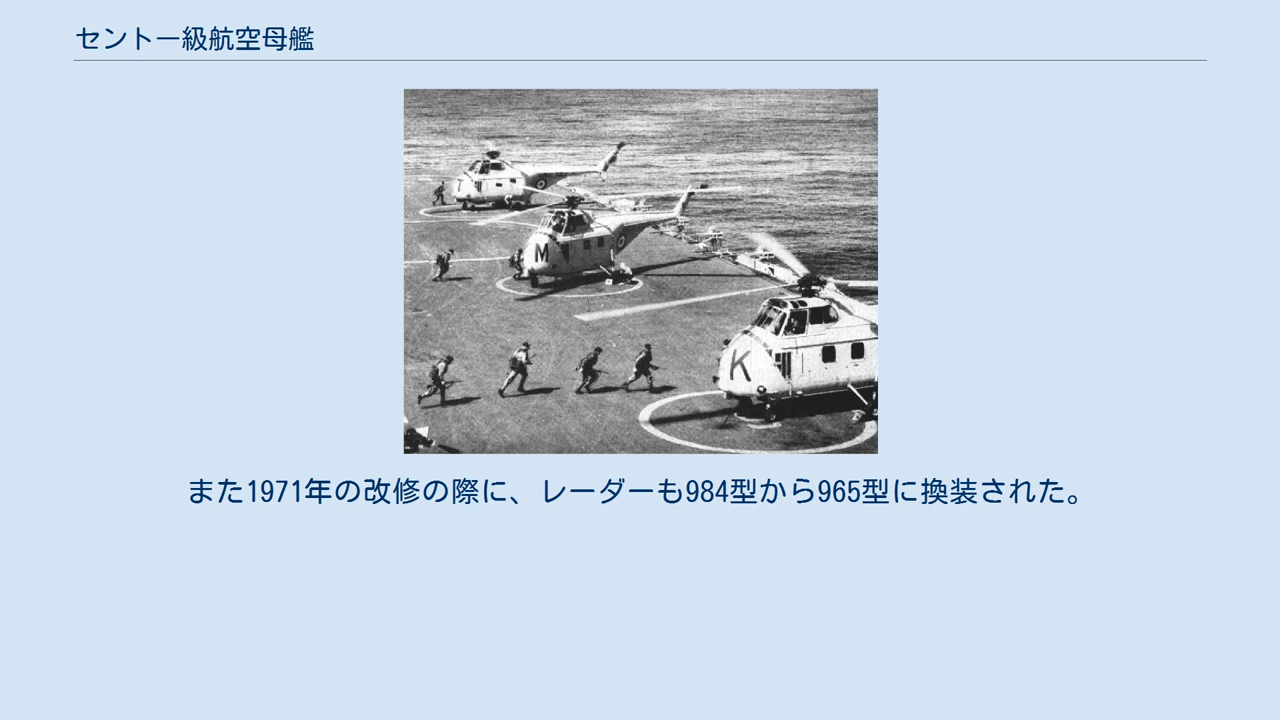 セントー級航空母艦
M
K
また1971年の改修の際に、レーダーも984型から965型に換装された。